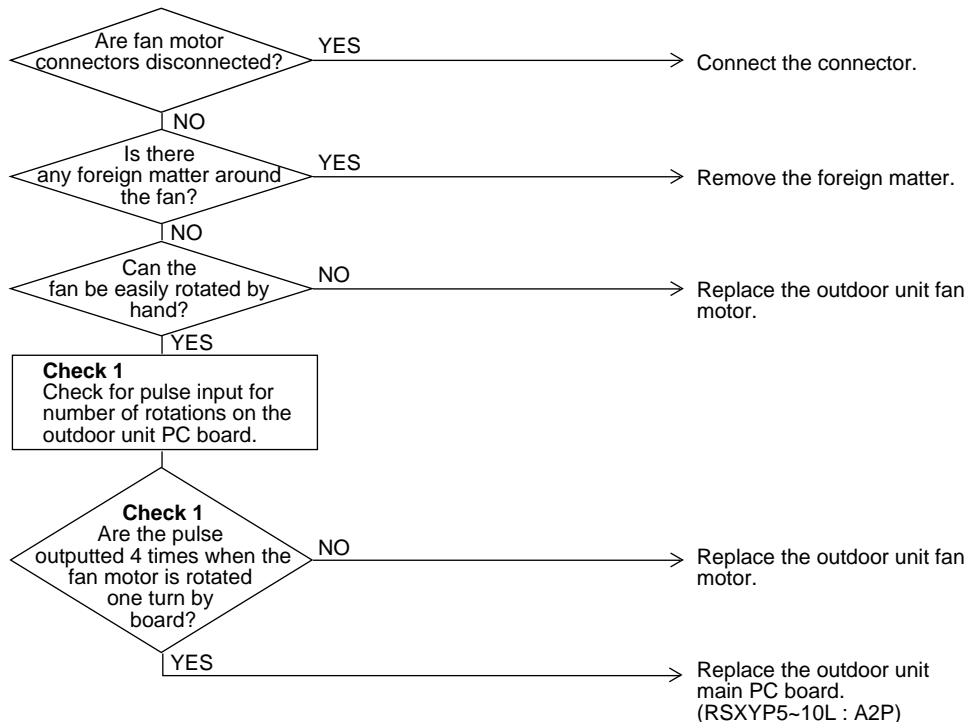 Are fan motor
connectors disconnected?
YES
Connect the connector.
NO
Is there
any foreign matter around
the fan?
YES
Remove the foreign matter.
NO
Can the
fan be easily rotated by
hand?
NO
Replace the outdoor unit fan
motor.
YES
Check 1
Check for pulse input for
number of rotations on the
outdoor unit PC board.
Check 1
Are the pulse
outputted 4 times when the
fan motor is rotated
one turn by
board?
NO
Replace the outdoor unit fan
motor.
YES
Replace the outdoor unit
main PC board.
(RSXYP5~10L : A2P)